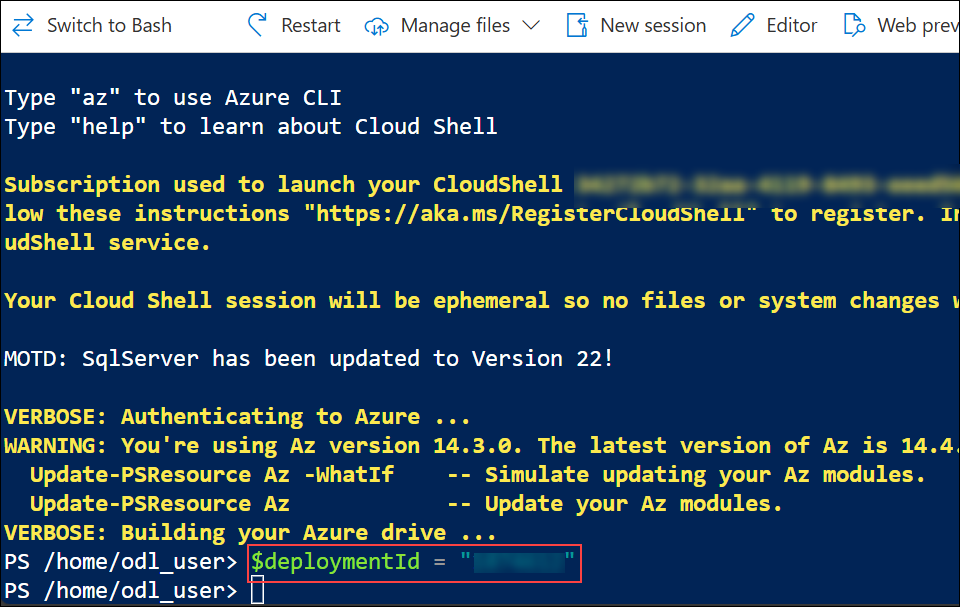 Switch to Bash Restart Manage files New session Editor Web prev
Type "az" to use Azure CLI
Type "help" to learn about Cloud Shell
Subscription used to launch your CloudShell
low these instructions "https://aka.ms/RegisterCloudShell" to register. In
udShell service.
Your Cloud Shell session will be ephemeral so no files or system changes w
MOTD: SqlServer has been updated to Version 22!
VERBOSE: Authenticating to Azure ...
WARNING: You're using Az version 14.3.0. The latest version of Az is 14.4.
Update-PSResource Az -WhatIf -- Simulate updating your Az modules.
Update-PSResource Az -- Update your Az modules.
VERBOSE: Building your Azure drive ...
PS /home/odl_user> $deploymentId = " "
PS /home/odl_user>